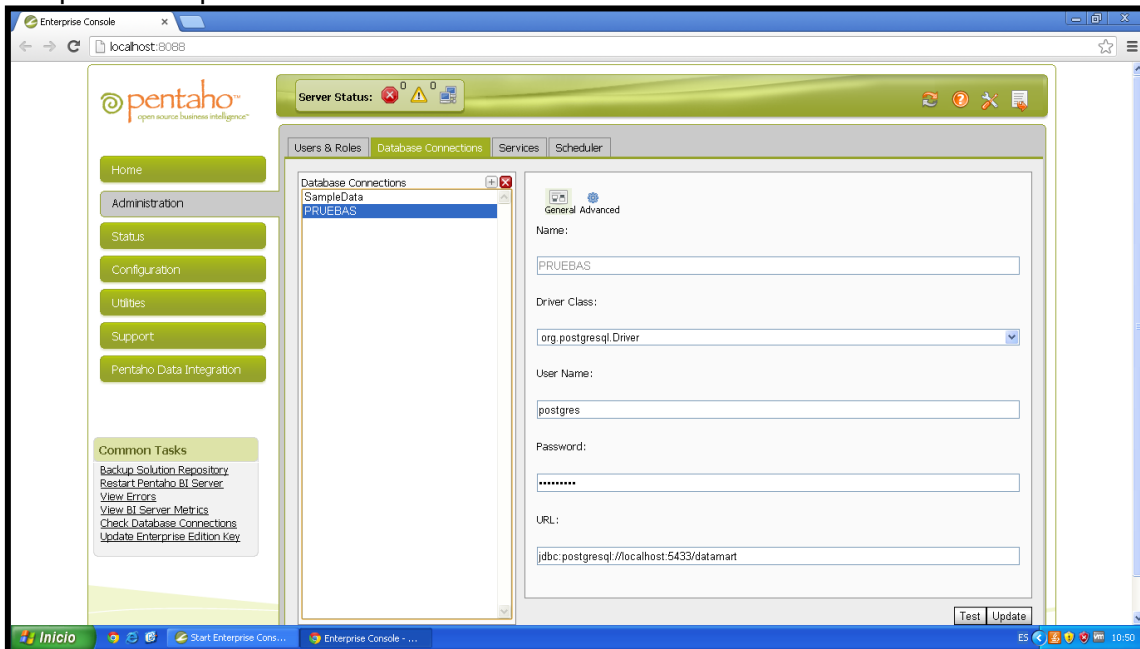 Enterprise Console
localhost:8088
pentaho™
open source business intelligence™
Server Status: 0 0
Users & Roles
Database Connections
Services
Scheduler
Home
Administration
Status
Configuration
Utilities
Support
Pentaho Data Integration
Common Tasks
Backup Solution Repository
Restart Pentaho BI Server
View Errors
View BI Server Metrics
Check Database Connections
Update Enterprise Edition Key
Database Connections
SampleData
PRUEBAS
General Advanced
Name:
PRUEBAS
Driver Class:
org.postgresql.Driver
User Name:
postgres
Password:
•••••••••
URL:
jdbc:postgresql://localhost:5433/datamart
Test Update
Inicio
Start Enterprise Cons...
Enterprise Console - ...
ES
10:50